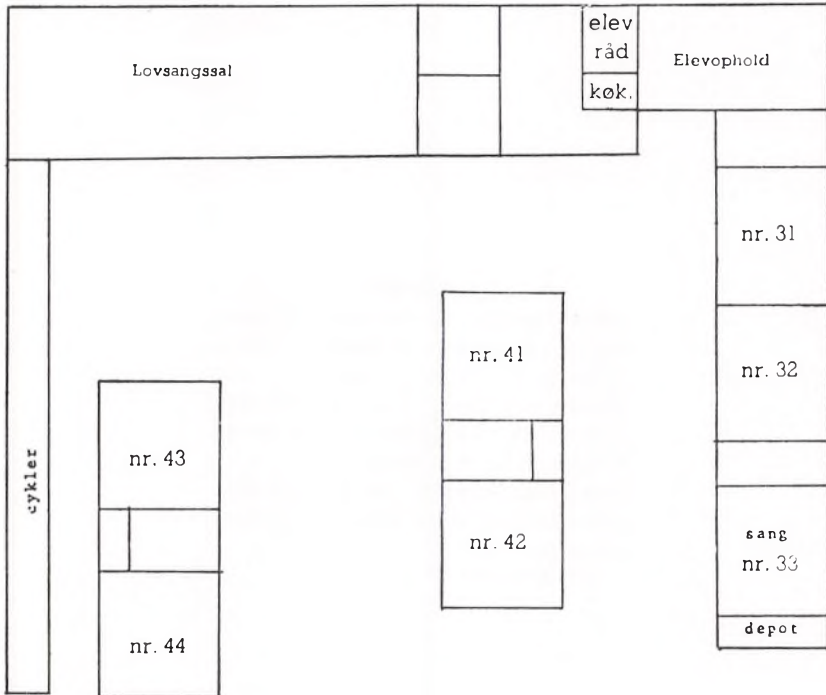 Lovsangssal
elev
råd
køk.
Elevophold
nr. 31
nr. 41
nr. 32
nr. 43
cykler
nr. 42
sang
nr. 33
depot
nr. 44